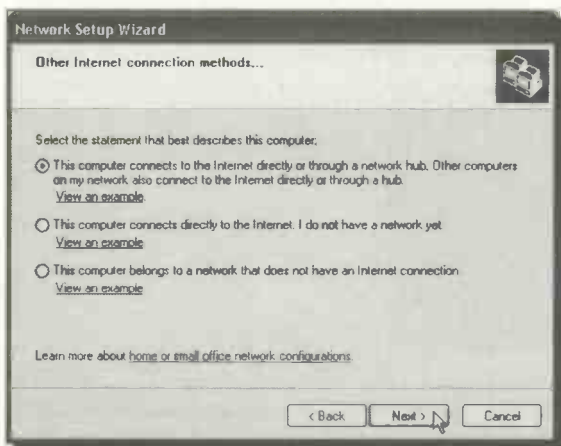 Network Setup Wizard
Other Internet connection methods...
Select the statement that best describes this computer:
This computer connects to the Internet directly or through a network hub. Other computers
on my network also connect to the Internet directly or through a hub.
View an example.
This computer connects directly to the Internet. I do not have a network yet.
View an example
This computer belongs to a network that does not have an Internet connection.
View an example
Learn more about home or small office network configurations.
< Back
Next >
Cancel